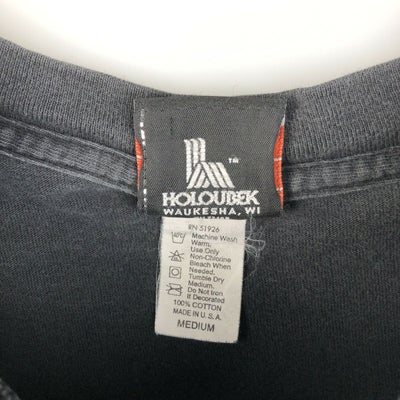 TM
HOLOUBEK
WAUKESHA, WI
RN 51926
Machine Wash
Warm.
Use Only
Non-Chlorine
Bleach When
Needed.
Tumble Dry
Medium.
Do Not Iron
If Decorated
100% COTTON
MADE IN U.S.A.
MEDIUM